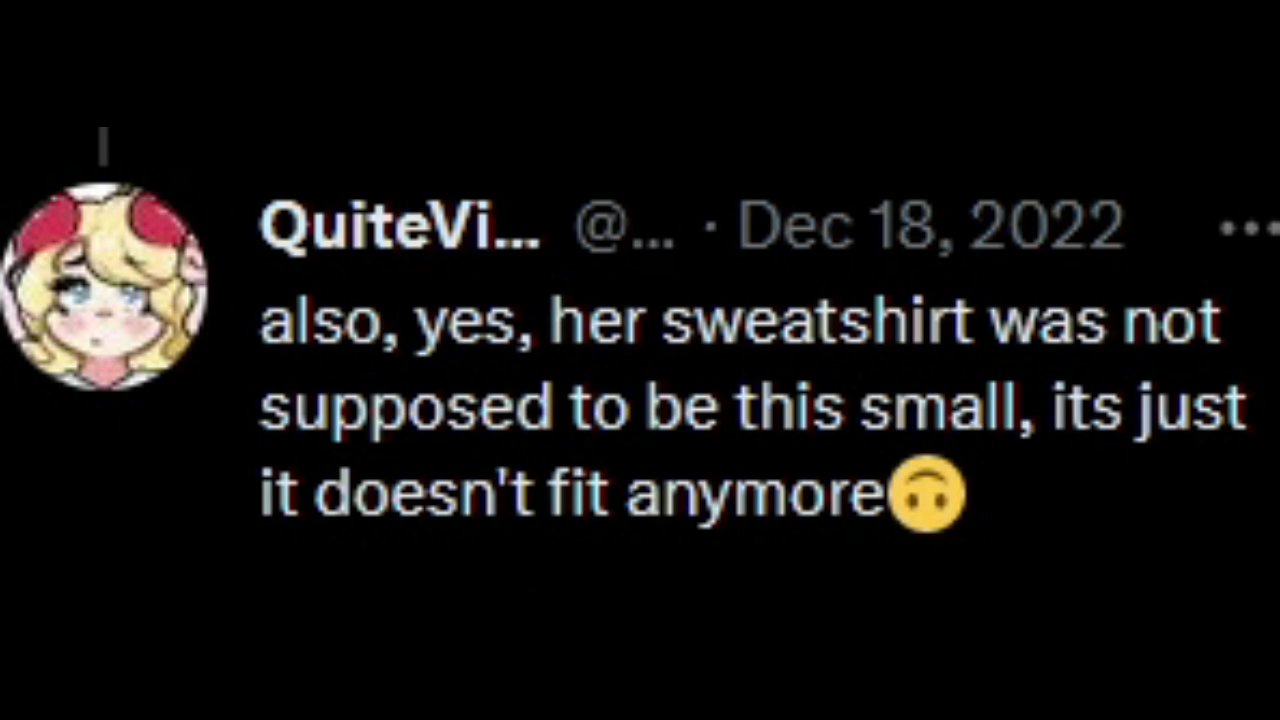 QuiteVi... @... · Dec 18, 2022
also, yes, her sweatshirt was not
supposed to be this small, its just
it doesn't fit anymore🙃